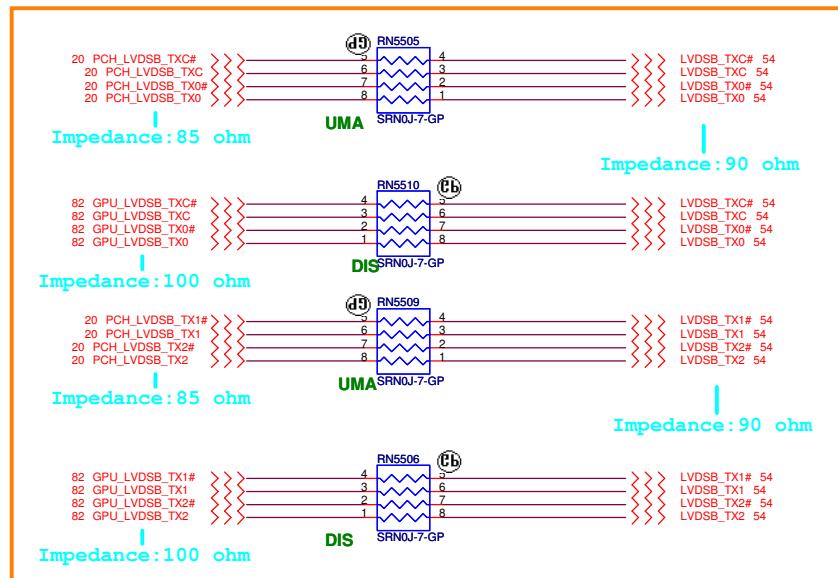 RN5505
20 PCH_LVDSB_TXC# 5 4 LVDSB_TXC# 54
20 PCH_LVDSB_TXC 6 3 LVDSB_TXC 54
20 PCH_LVDSB_TX0# 7 2 LVDSB_TX0# 54
20 PCH_LVDSB_TX0 8 1 LVDSB_TX0 54
UMA SRN0J-7-GP
Impedance:85 ohm
Impedance:90 ohm
RN5510
82 GPU_LVDSB_TXC# 4 5 LVDSB_TXC# 54
82 GPU_LVDSB_TXC 3 6 LVDSB_TXC 54
82 GPU_LVDSB_TX0# 2 7 LVDSB_TX0# 54
82 GPU_LVDSB_TX0 1 8 LVDSB_TX0 54
DIS SRN0J-7-GP
Impedance:100 ohm
RN5509
20 PCH_LVDSB_TX1# 5 4 LVDSB_TX1# 54
20 PCH_LVDSB_TX1 6 3 LVDSB_TX1 54
20 PCH_LVDSB_TX2# 7 2 LVDSB_TX2# 54
20 PCH_LVDSB_TX2 8 1 LVDSB_TX2 54
UMA SRN0J-7-GP
Impedance:85 ohm
Impedance:90 ohm
RN5506
82 GPU_LVDSB_TX1# 4 5 LVDSB_TX1# 54
82 GPU_LVDSB_TX1 3 6 LVDSB_TX1 54
82 GPU_LVDSB_TX2# 2 7 LVDSB_TX2# 54
82 GPU_LVDSB_TX2 1 8 LVDSB_TX2 54
DIS SRN0J-7-GP
Impedance:100 ohm